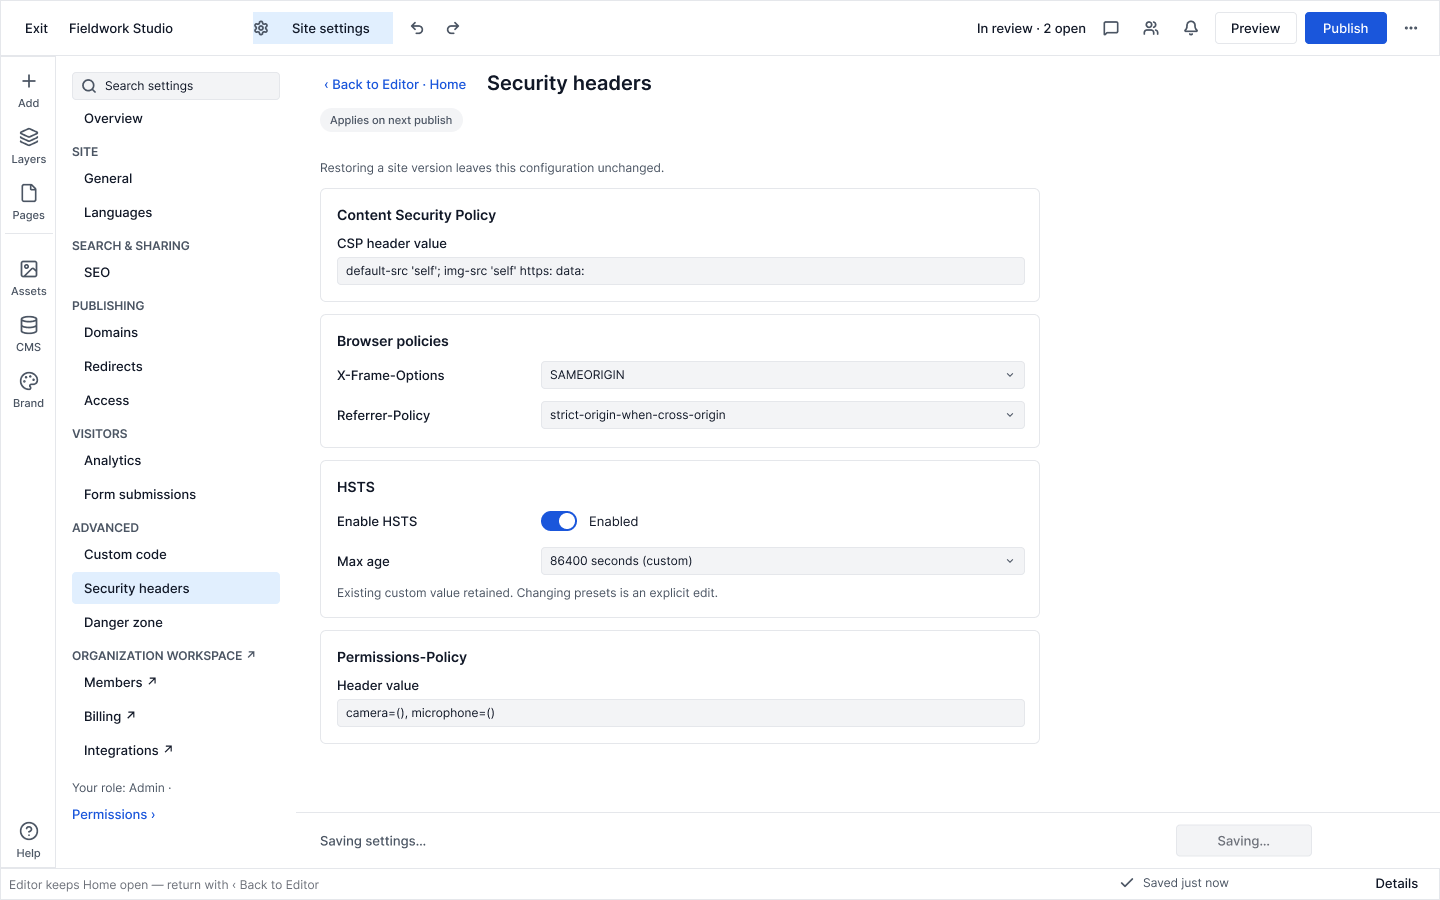 Exit
Fieldwork Studio
Site settings
In review · 2 open
Preview
Publish
Add
Layers
Pages
Assets
CMS
Brand
Help
Search settings
Overview
SITE
General
Languages
SEARCH & SHARING
SEO
PUBLISHING
Domains
Redirects
Access
VISITORS
Analytics
Form submissions
ADVANCED
Custom code
Security headers
Danger zone
ORGANIZATION WORKSPACE ↗
Members ↗
Billing ↗
Integrations ↗
Your role: Admin ·
Permissions ›
‹ Back to Editor · Home
Security headers
Applies on next publish
Restoring a site version leaves this configuration unchanged.
Content Security Policy
CSP header value
default-src 'self'; img-src 'self' https: data:
Browser policies
X-Frame-Options
SAMEORIGIN
Referrer-Policy
strict-origin-when-cross-origin
HSTS
Enable HSTS
Enabled
Max age
86400 seconds (custom)
Existing custom value retained. Changing presets is an explicit edit.
Permissions-Policy
Header value
camera=(), microphone=()
Saving settings…
Saving…
Editor keeps Home open — return with ‹ Back to Editor
Saved just now
Details